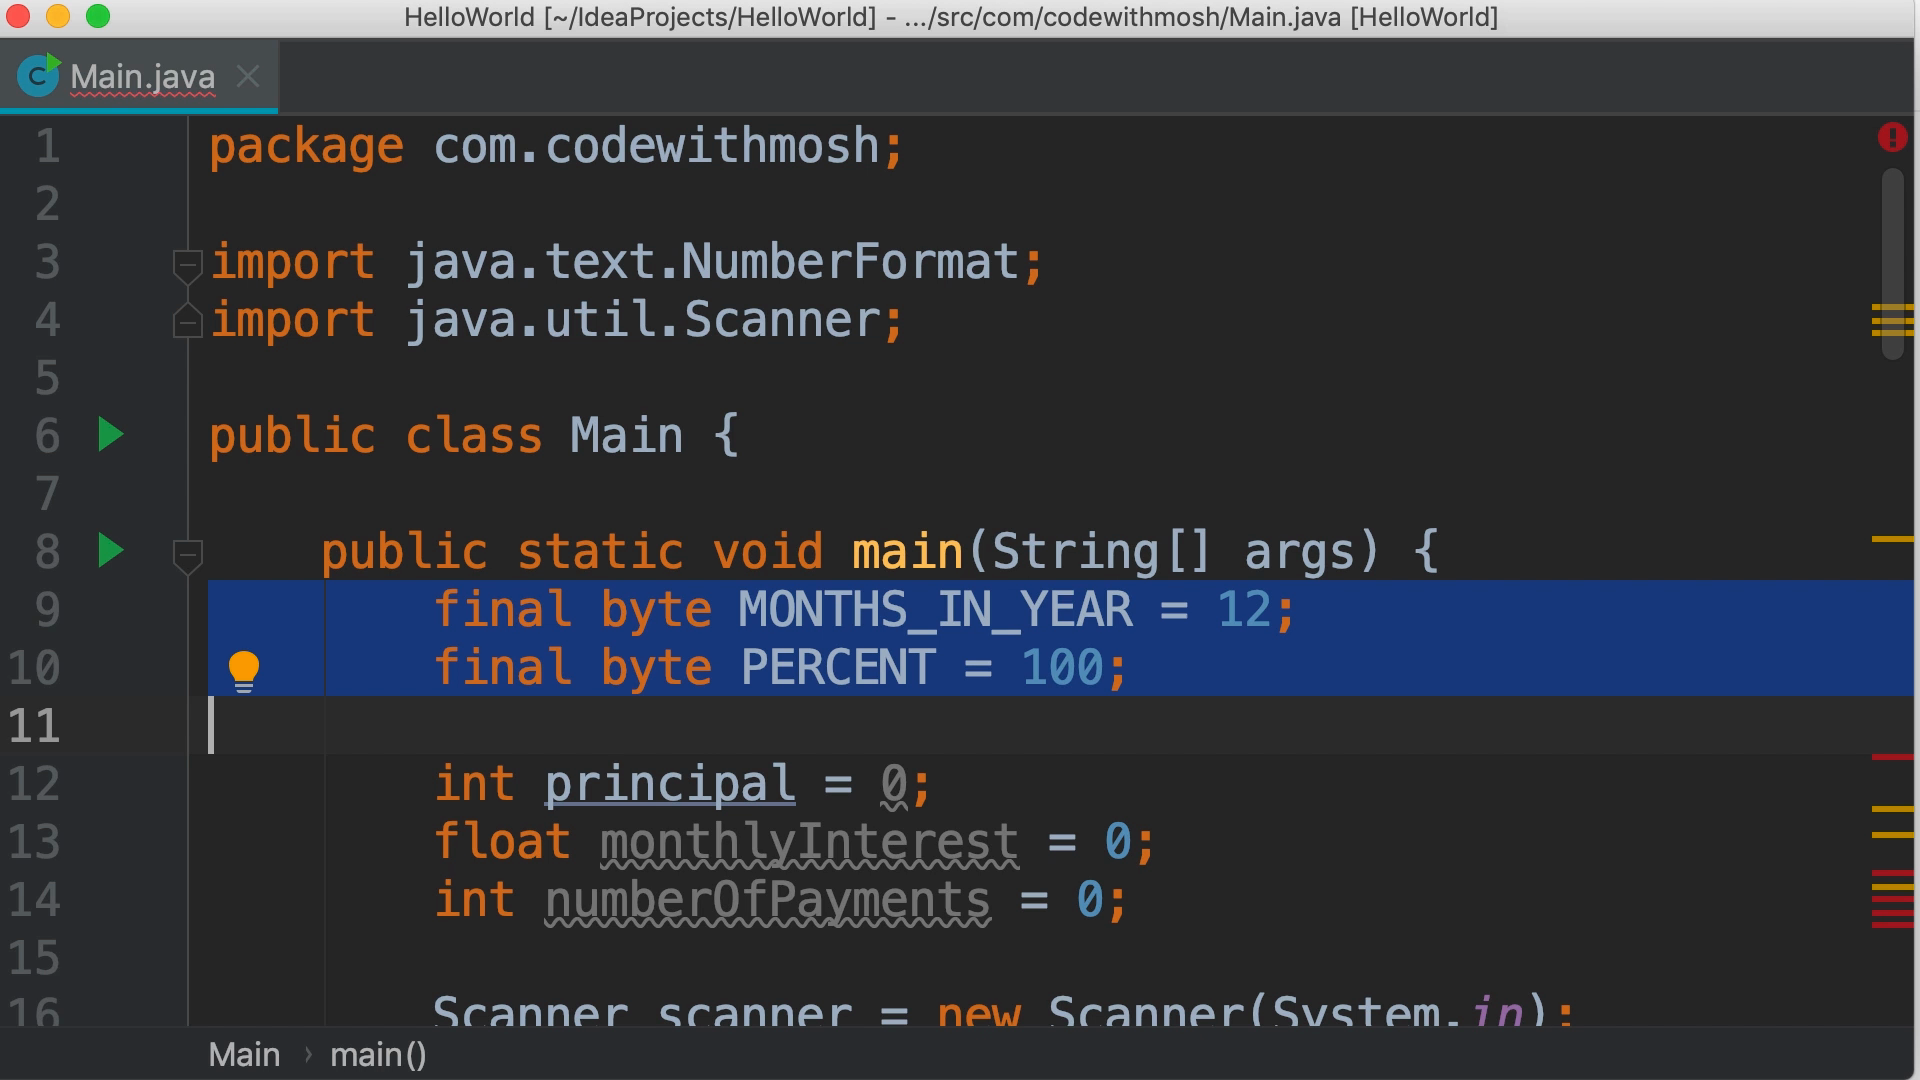 HelloWorld [~/IdeaProjects/HelloWorld] - .../src/com/codewithmosh/Main.java [HelloWorld]
Main.java
1 package com.codewithmosh;
2
3 import java.text.NumberFormat;
4 import java.util.Scanner;
5
6 public class Main {
7
8 public static void main(String[] args) {
9 final byte MONTHS_IN_YEAR = 12;
10 final byte PERCENT = 100;
11
12 int principal = 0;
13 float monthlyInterest = 0;
14 int numberOfPayments = 0;
15
16 Scanner scanner = new Scanner(System.in);
Main › main()